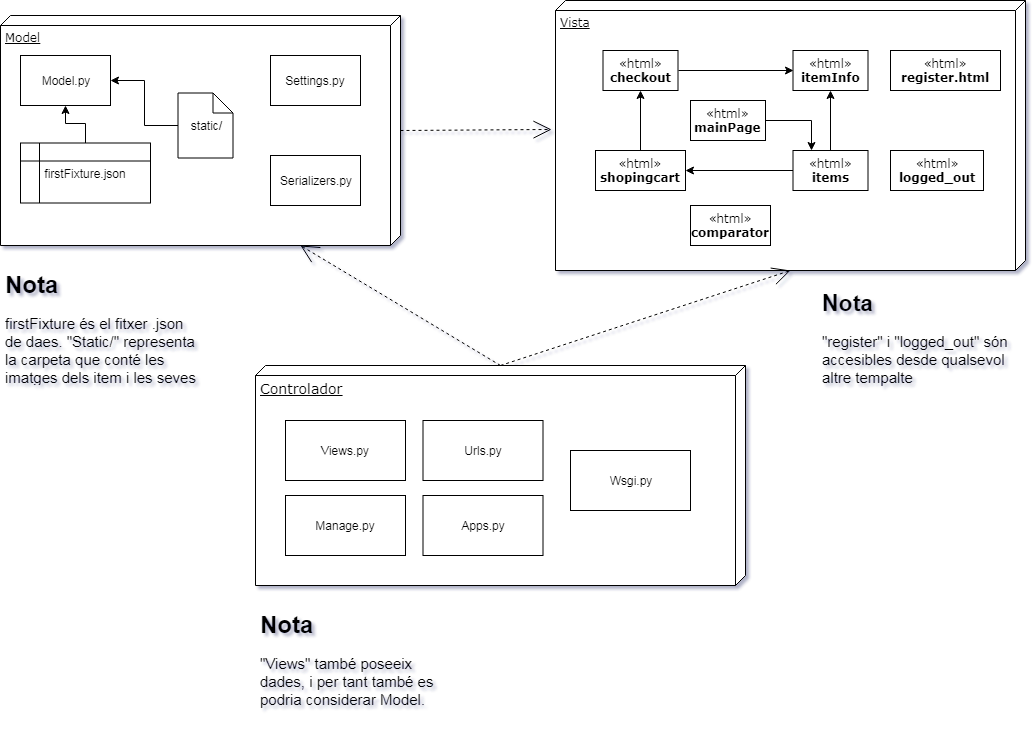 Model
Model.py
Settings.py
static/
firstFixture.json
Serializers.py
Vista
«html»
checkout
«html»
itemInfo
«html»
register.html
«html»
mainPage
«html»
shopingcart
«html»
items
«html»
logged_out
«html»
comparator
Nota
firstFixture és el fitxer .json
de daes. "Static/" representa
la carpeta que conté les
imatges dels item i les seves
Nota
"register" i "logged_out" són
accesibles desde qualsevol
altre tempalte
Controlador
Views.py
Urls.py
Wsgi.py
Manage.py
Apps.py
Nota
"Views" també poseeix
dades, i per tant també es
podria considerar Model.